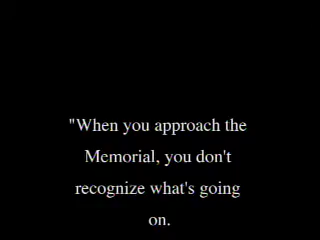 "When you approach the
Memorial, you don't
recognize what's going
on.